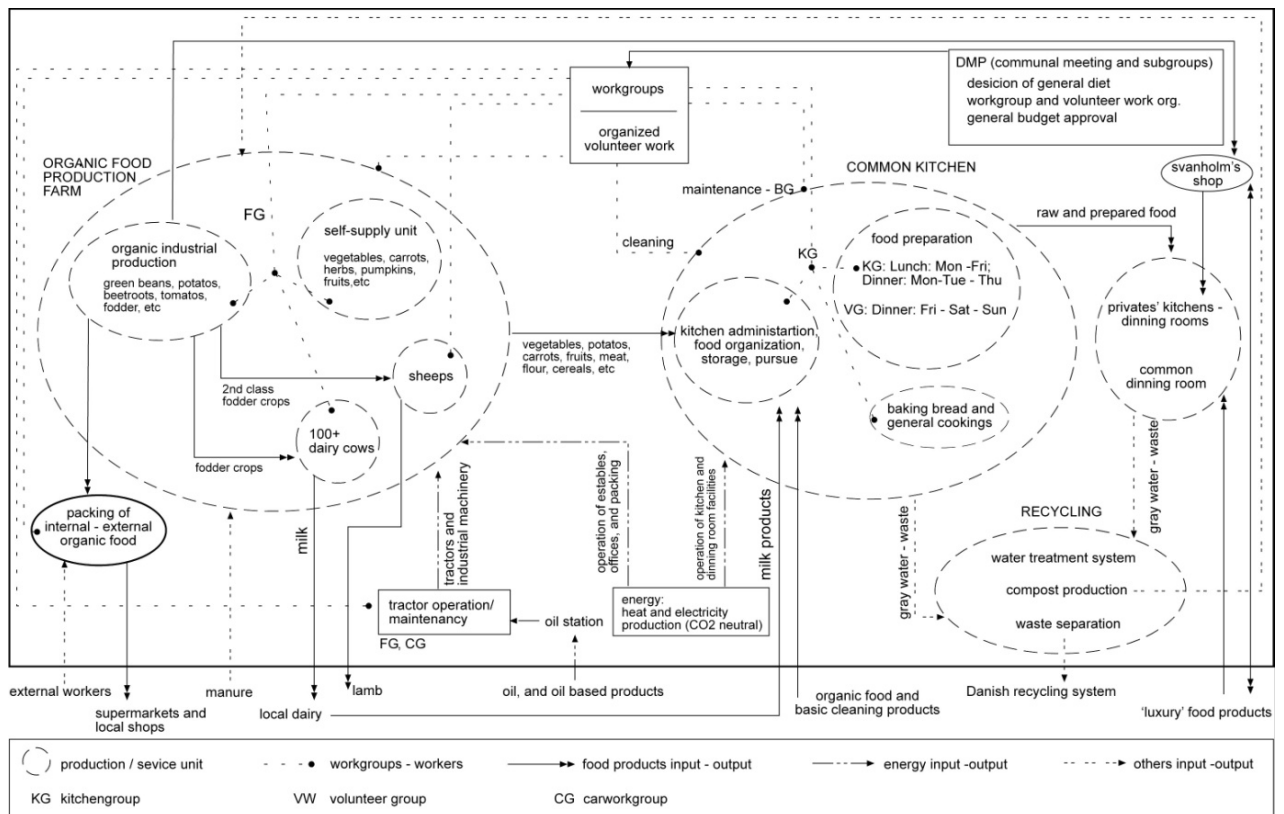 workgroups
organized
volunteer work
DMP (communal meeting and subgroups)
desicion of general diet
workgroup and volunteer work org.
general budget approval
ORGANIC FOOD
PRODUCTION
FARM
FG
organic industrial
production
green beans, potatos,
beetroots, tomatos,
fodder, etc
self-supply unit
vegetables, carrots,
herbs, pumpkins,
fruits,etc
2nd class
fodder crops
sheeps
fodder crops
100+
dairy cows
packing of
internal - external
organic food
milk
vegetables, potatos,
carrots, fruits, meat,
flour, cereals, etc
maintenance - BG
COMMON KITCHEN
cleaning
KG
food preparation
KG: Lunch: Mon -Fri;
Dinner: Mon-Tue - Thu
VG: Dinner: Fri - Sat - Sun
kitchen administartion,
food organization,
storage, pursue
baking bread and
general cookings
svanholm's
shop
raw and prepared food
privates' kitchens -
dinning rooms
common
dinning room
gray water - waste
gray water - waste
RECYCLING
water treatment system
compost production
waste separation
tractors and
industrial machinery
operation of estables,
offices, and packing
operation of kitchen and
dinning room facilities
milk products
tractor operation/
maintenancy
FG, CG
oil station
energy:
heat and electricity
production (CO2 neutral)
external workers
supermarkets and
local shops
manure
local dairy
lamb
oil, and oil based products
organic food and
basic cleaning products
Danish recycling system
'luxury' food products
production / sevice unit
workgroups - workers
food products input - output
energy input -output
others input -output
KG kitchengroup
VW volunteer group
CG carworkgroup